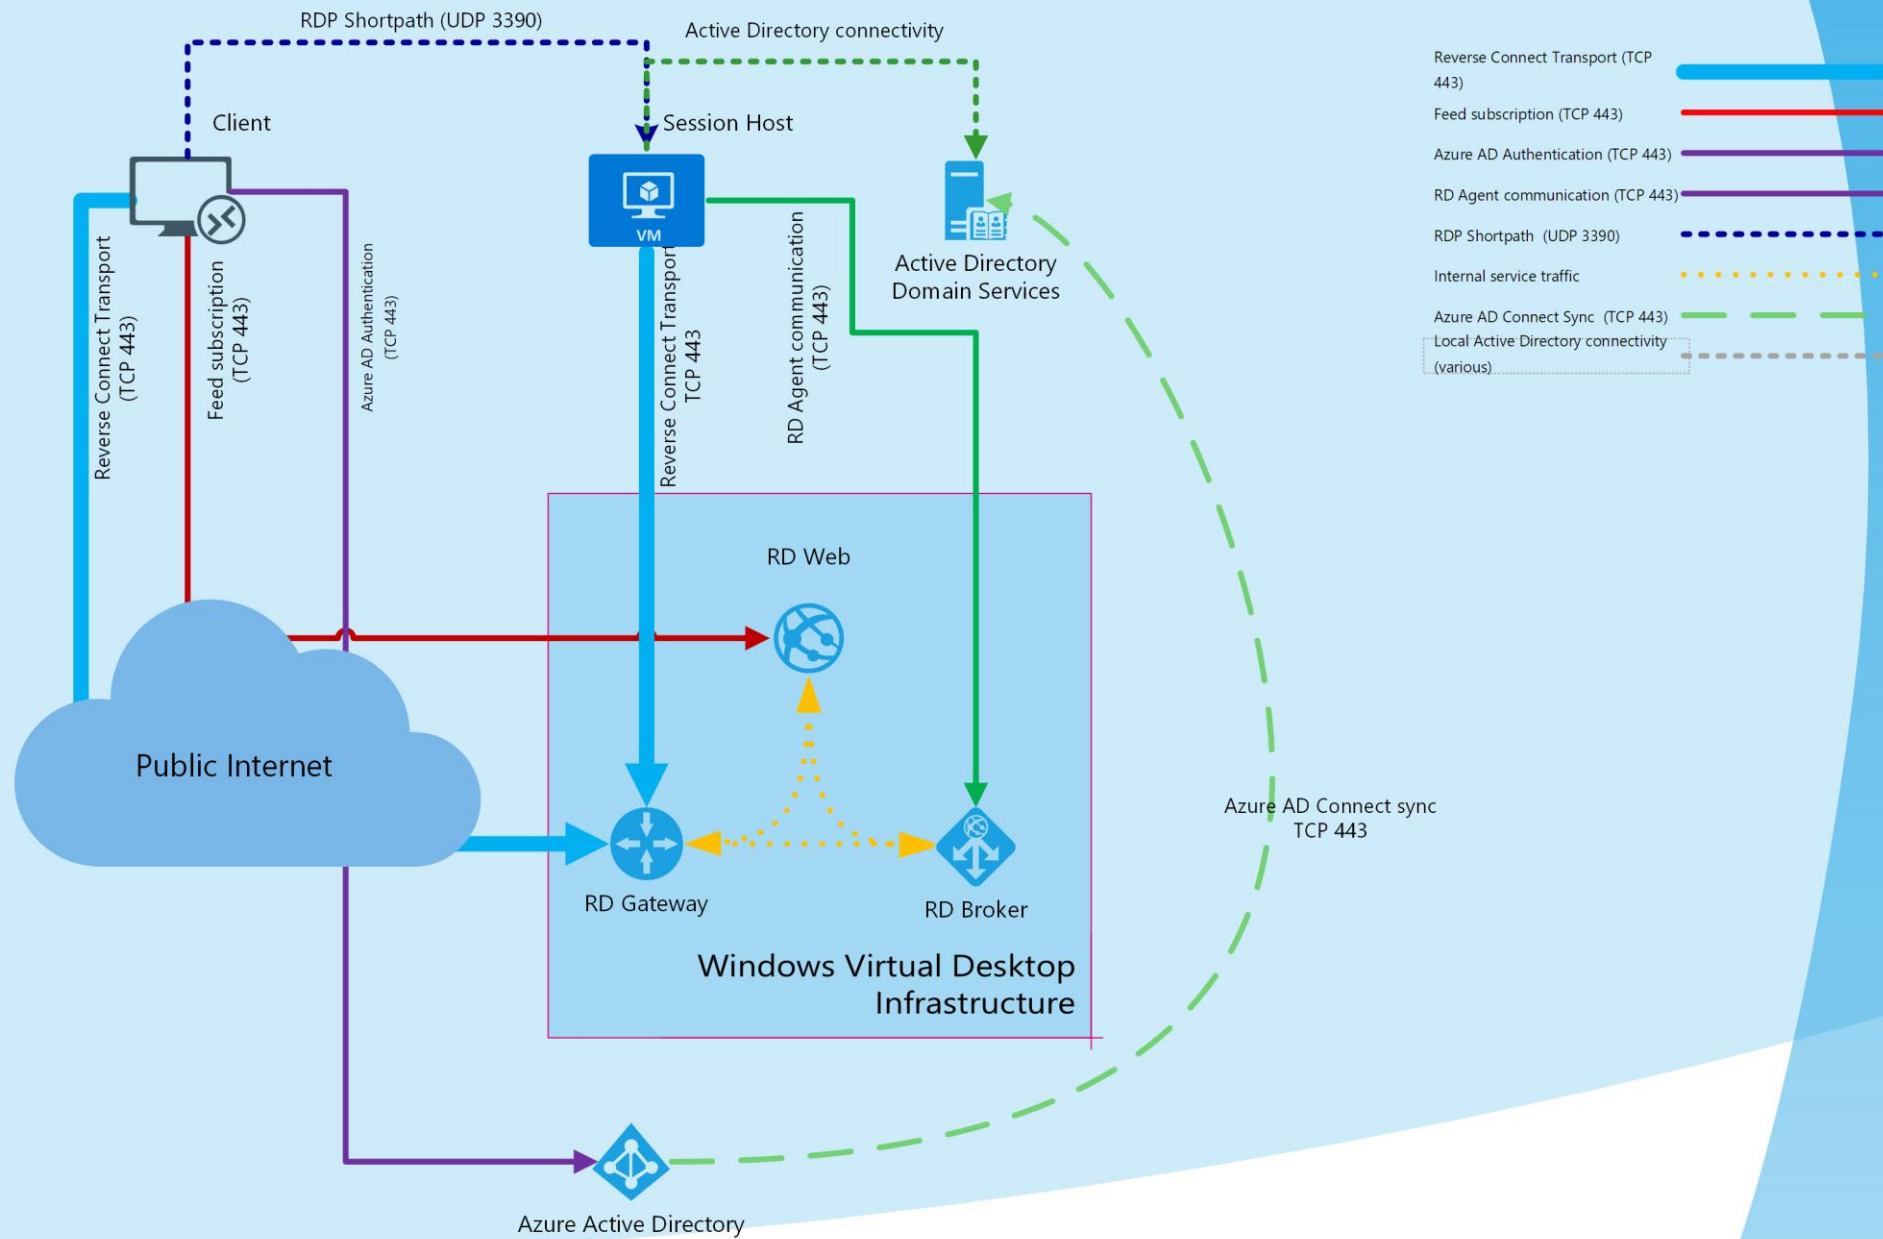 RDP Shortpath (UDP 3390)
Active Directory connectivity
Client
Session Host
VM
Reverse Connect Transport
(TCP 443)
Feed subscription
(TCP 443)
Azure AD Authentication
(TCP 443)
Reverse Connect Transport
TCP 443
RD Agent communication
(TCP 443)
Active Directory
Domain Services
Reverse Connect Transport (TCP
443)
Feed subscription (TCP 443)
Azure AD Authentication (TCP 443)
RD Agent communication (TCP 443)
RDP Shortpath (UDP 3390)
Internal service traffic
Azure AD Connect Sync (TCP 443)
Local Active Directory connectivity
(various)
RD Web
Public Internet
RD Gateway
RD Broker
Windows Virtual Desktop
Infrastructure
Azure AD Connect sync
TCP 443
Azure Active Directory